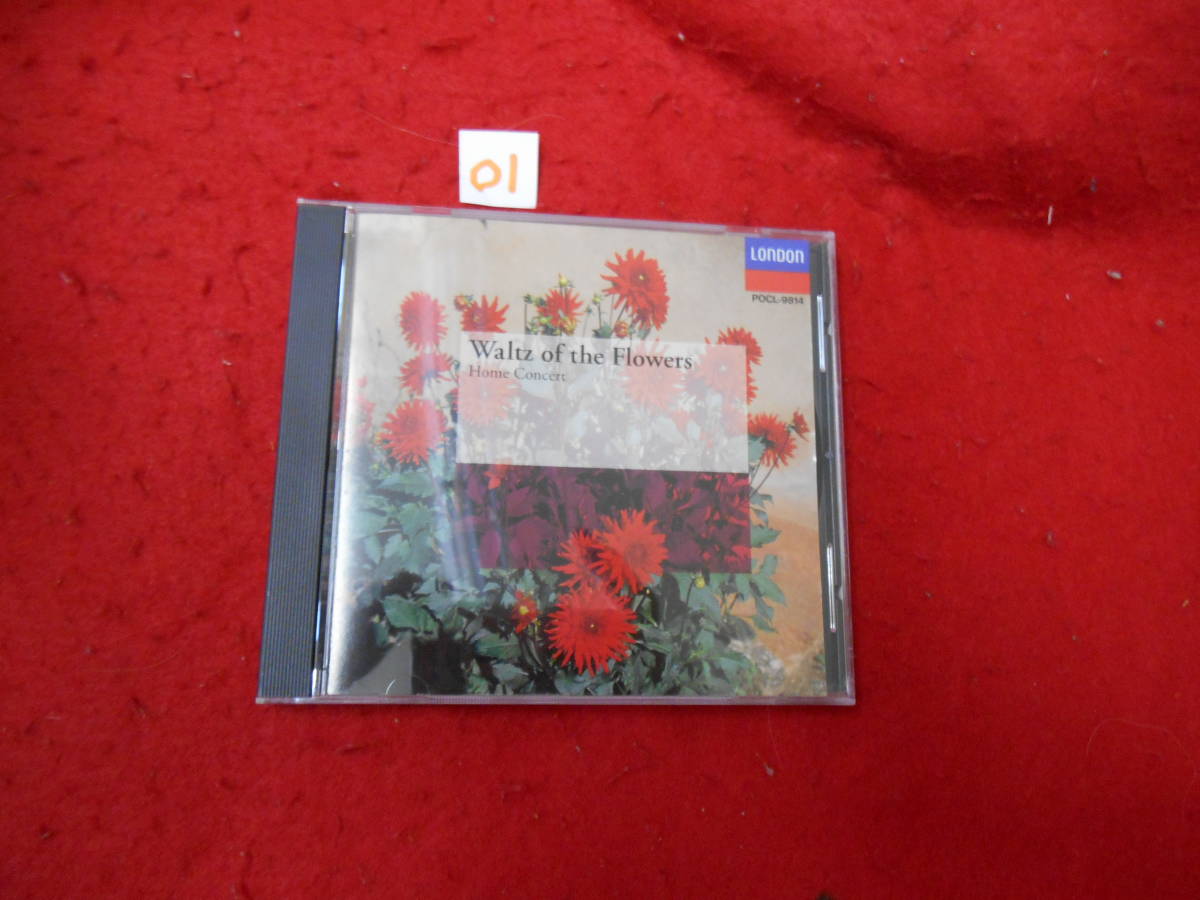 01
LONDON
POCL-9814
Waltz of the Flowers
Home Concert